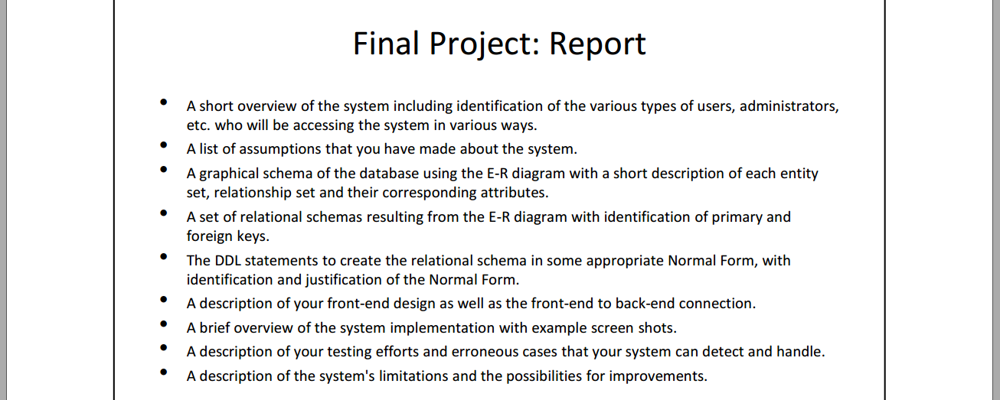 Final Project: Report
• A short overview of the system including identification of the various types of users, administrators,
etc. who will be accessing the system in various ways.
• A list of assumptions that you have made about the system.
• A graphical schema of the database using the E-R diagram with a short description of each entity
set, relationship set and their corresponding attributes.
• A set of relational schemas resulting from the E-R diagram with identification of primary and
foreign keys.
• The DDL statements to create the relational schema in some appropriate Normal Form, with
identification and justification of the Normal Form.
• A description of your front-end design as well as the front-end to back-end connection.
• A brief overview of the system implementation with example screen shots.
• A description of your testing efforts and erroneous cases that your system can detect and handle.
• A description of the system's limitations and the possibilities for improvements.